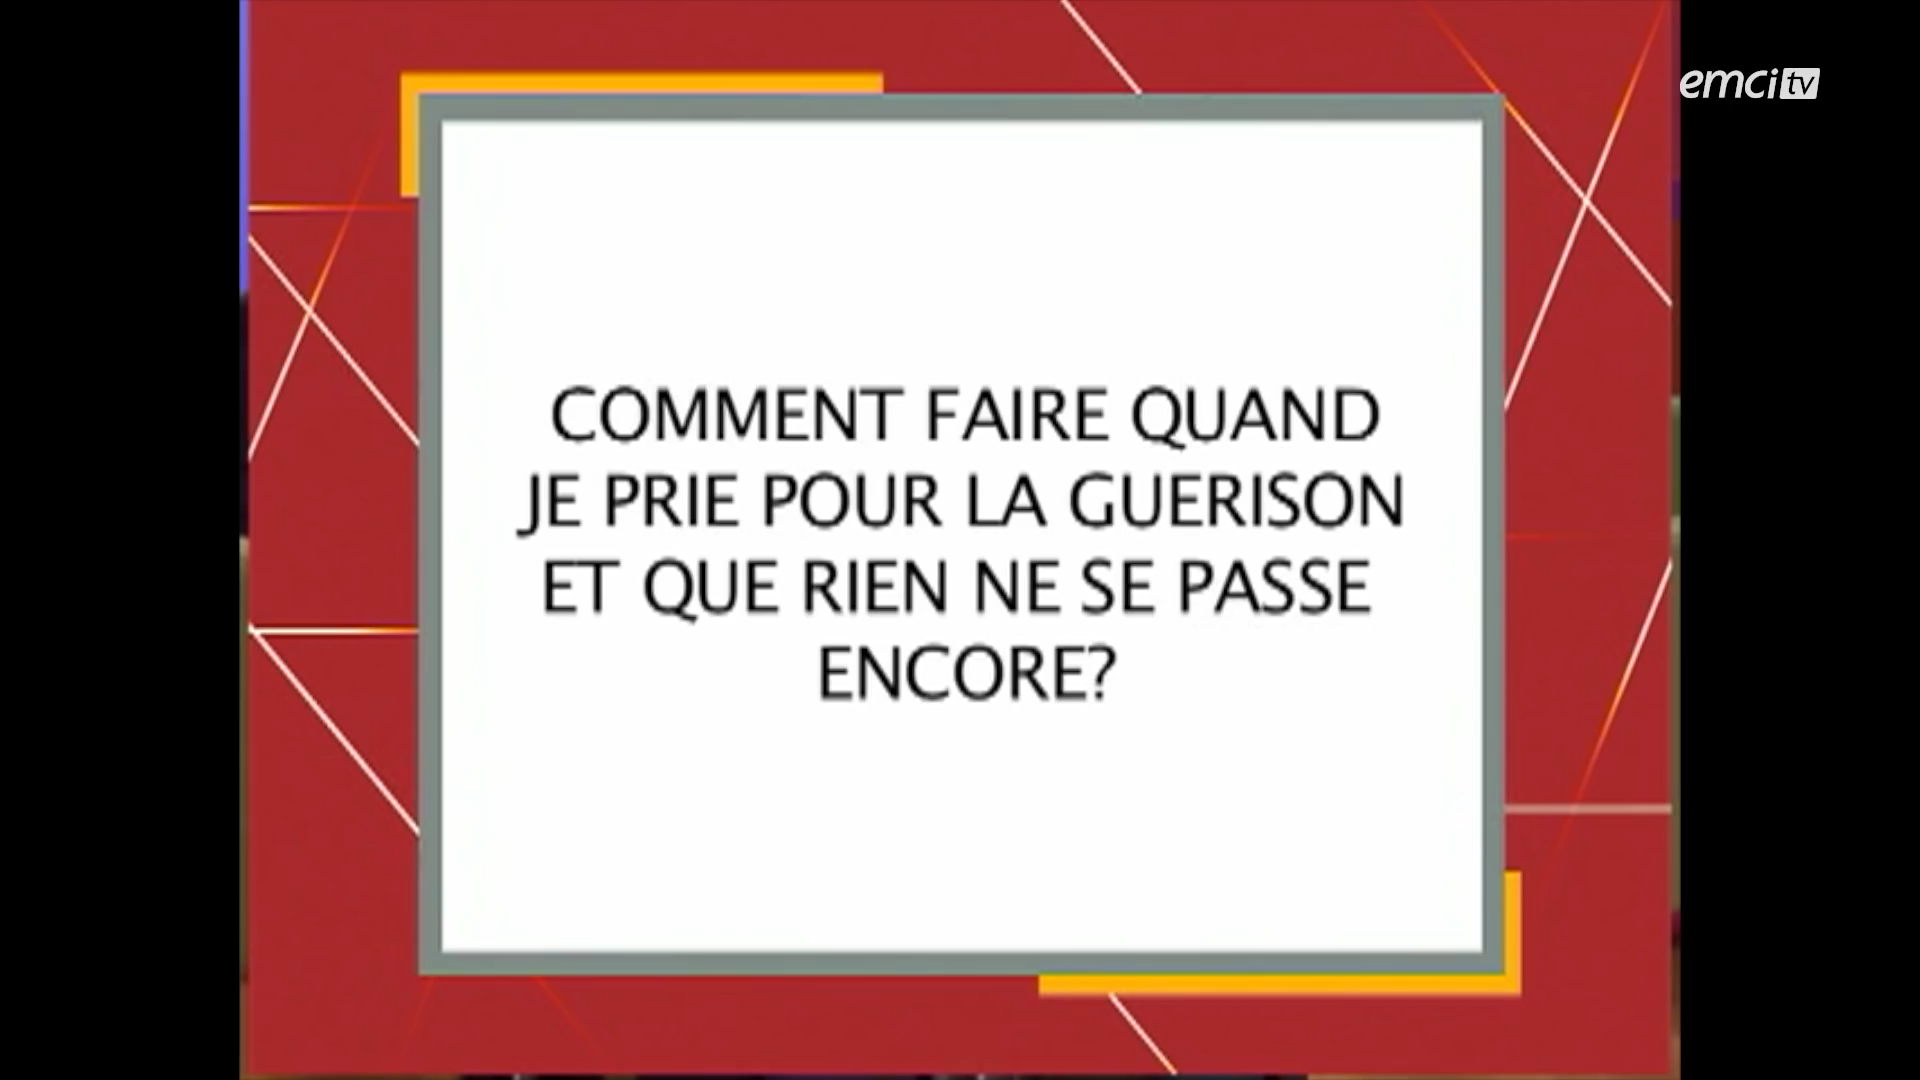 emci tv
COMMENT FAIRE QUAND
JE PRIE POUR LA GUERISON
ET QUE RIEN NE SE PASSE
ENCORE?